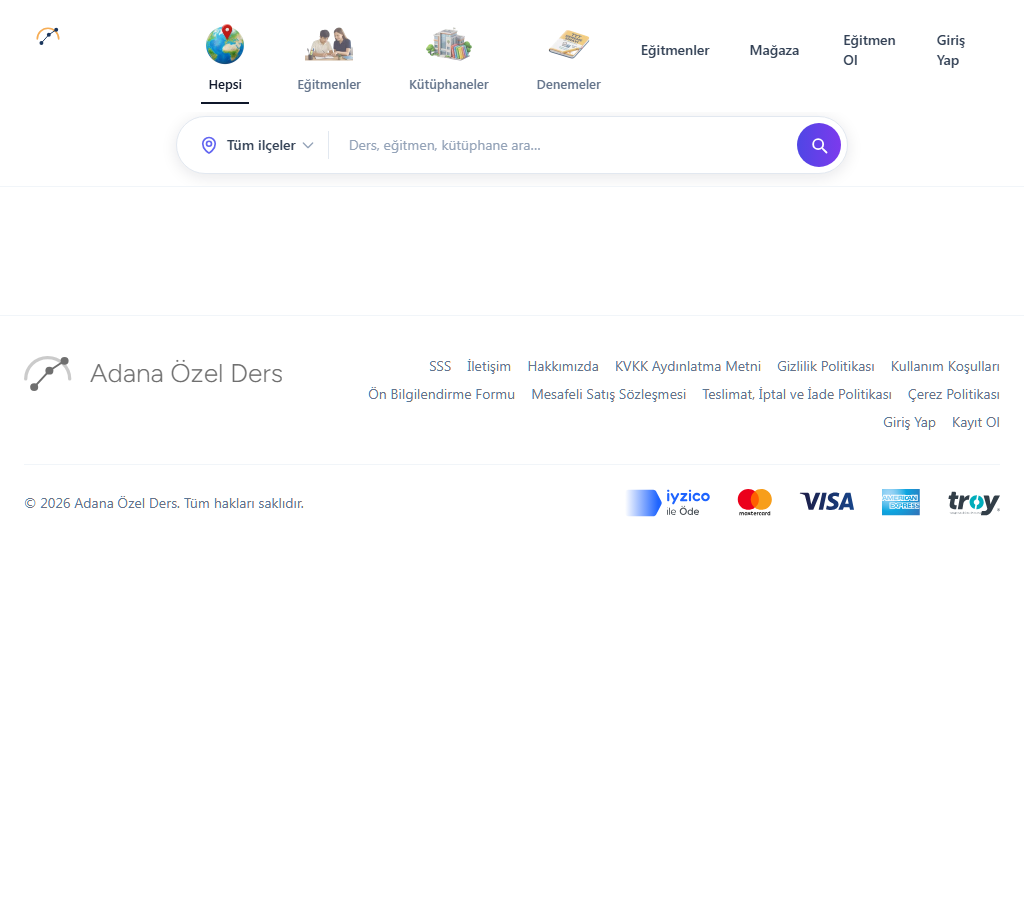 Hepsi
Eğitmenler
Kütüphaneler
Denemeler
Eğitmenler
Mağaza
Eğitmen
Ol
Giriş
Yap
Tüm ilçeler
Ders, eğitmen, kütüphane ara...
Adana Özel Ders
SSS İletişim Hakkımızda KVKK Aydınlatma Metni Gizlilik Politikası Kullanım Koşulları
Ön Bilgilendirme Formu Mesafeli Satış Sözleşmesi Teslimat, İptal ve İade Politikası Çerez Politikası
Giriş Yap Kayıt Ol
© 2026 Adana Özel Ders. Tüm hakları saklıdır.
iyzico
ile Öde
mastercard
VISA
AMERICAN
EXPRESS
troy